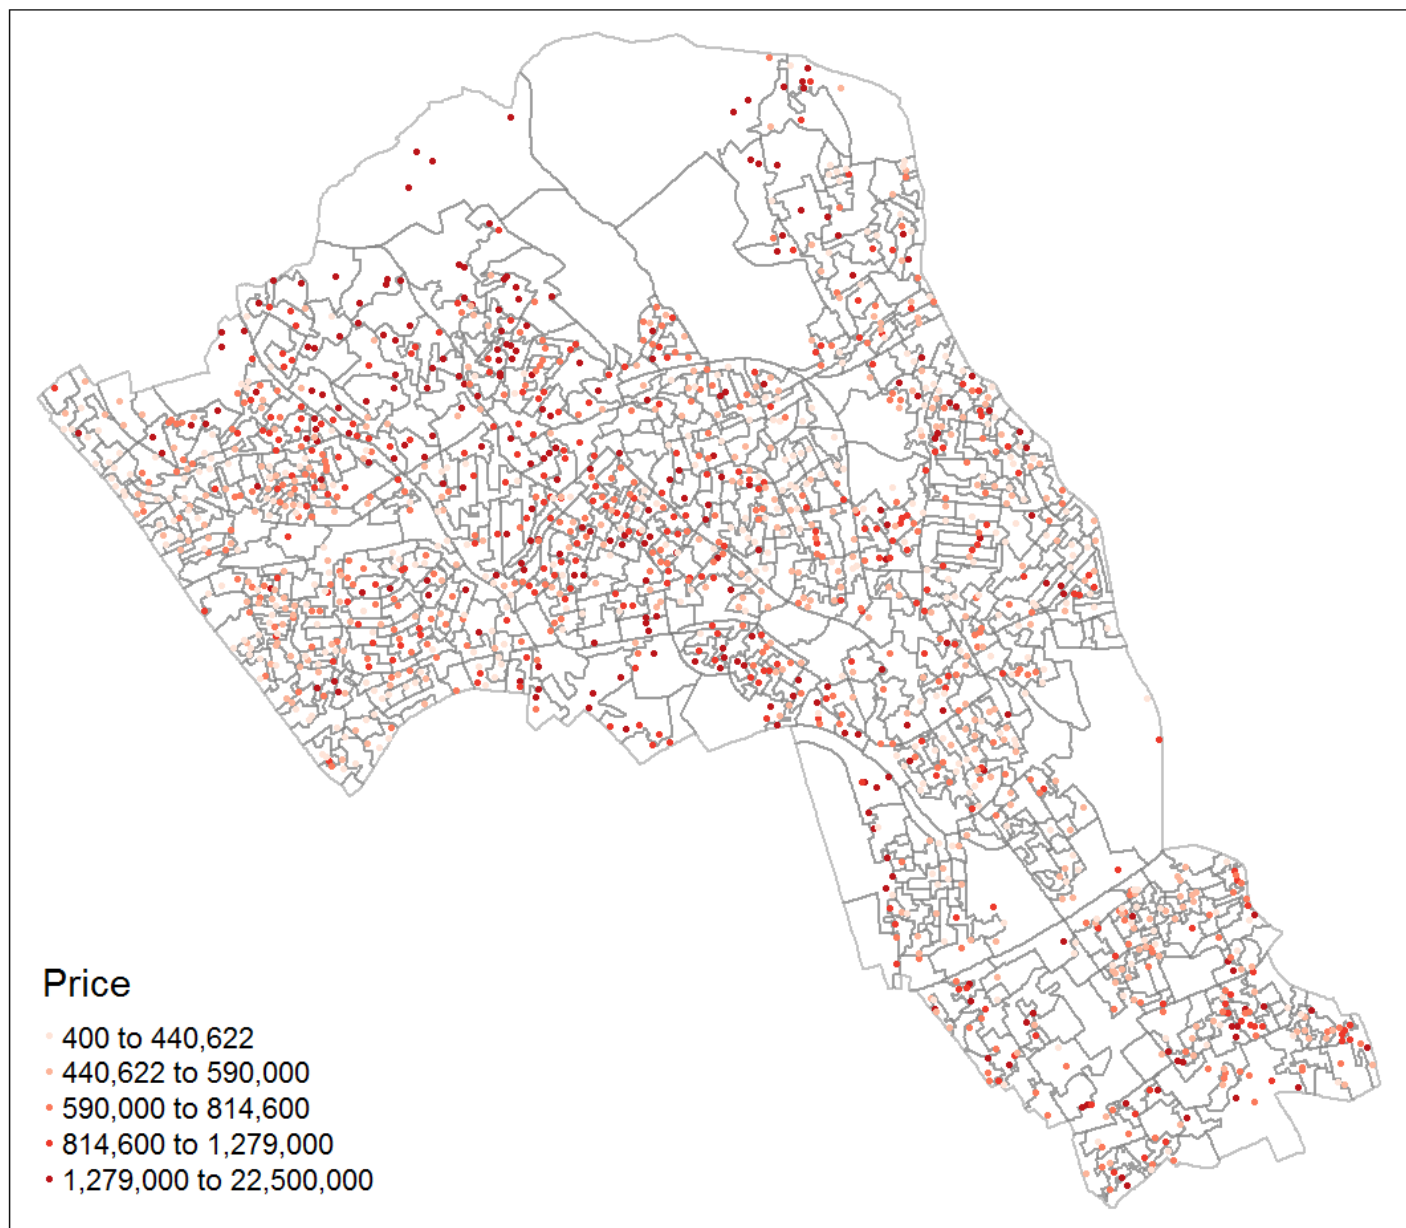 Price
400 to 440,622
440,622 to 590,000
590,000 to 814,600
814,600 to 1,279,000
1,279,000 to 22,500,000